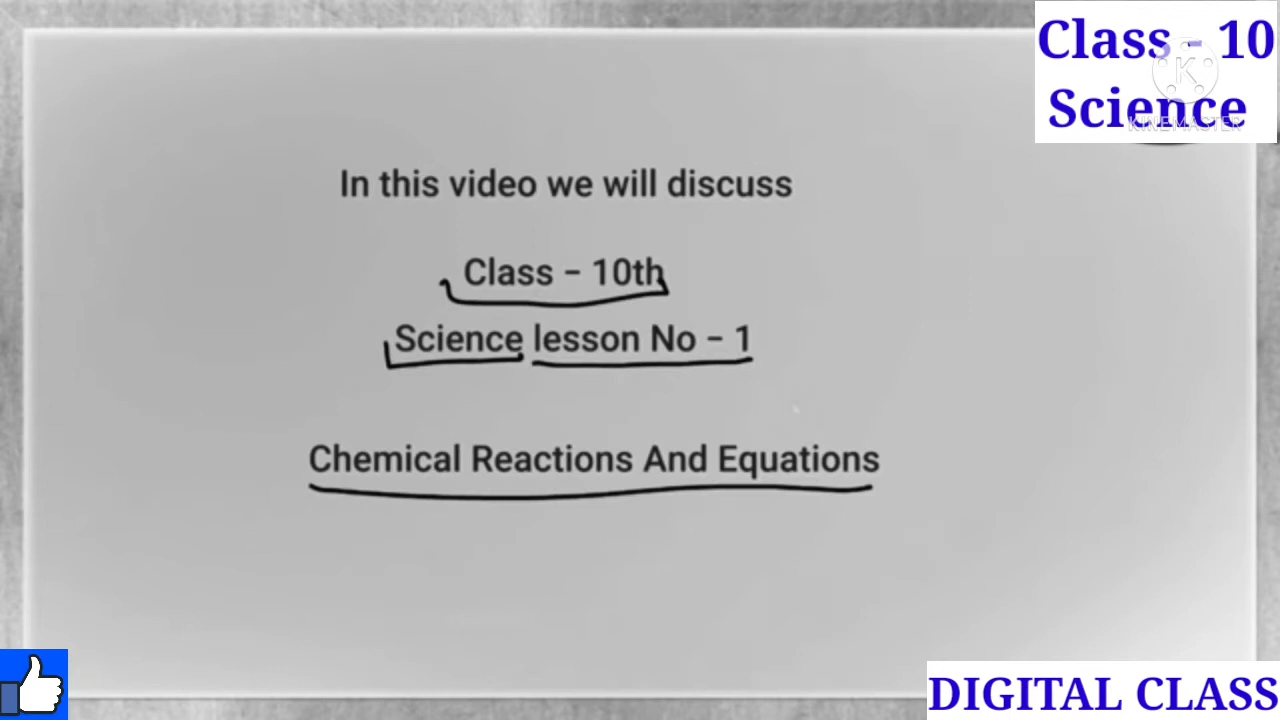 Class - 10
Science
KINEMASTER
In this video we will discuss
Class - 10th
Science lesson No - 1
Chemical Reactions And Equations
DIGITAL CLASS